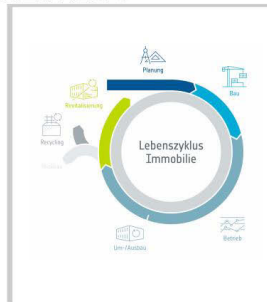 Planung
Bau
Revitalisierung
Recycling
Lebenszyklus
Immobilie
Betrieb
Um-/Ausbau